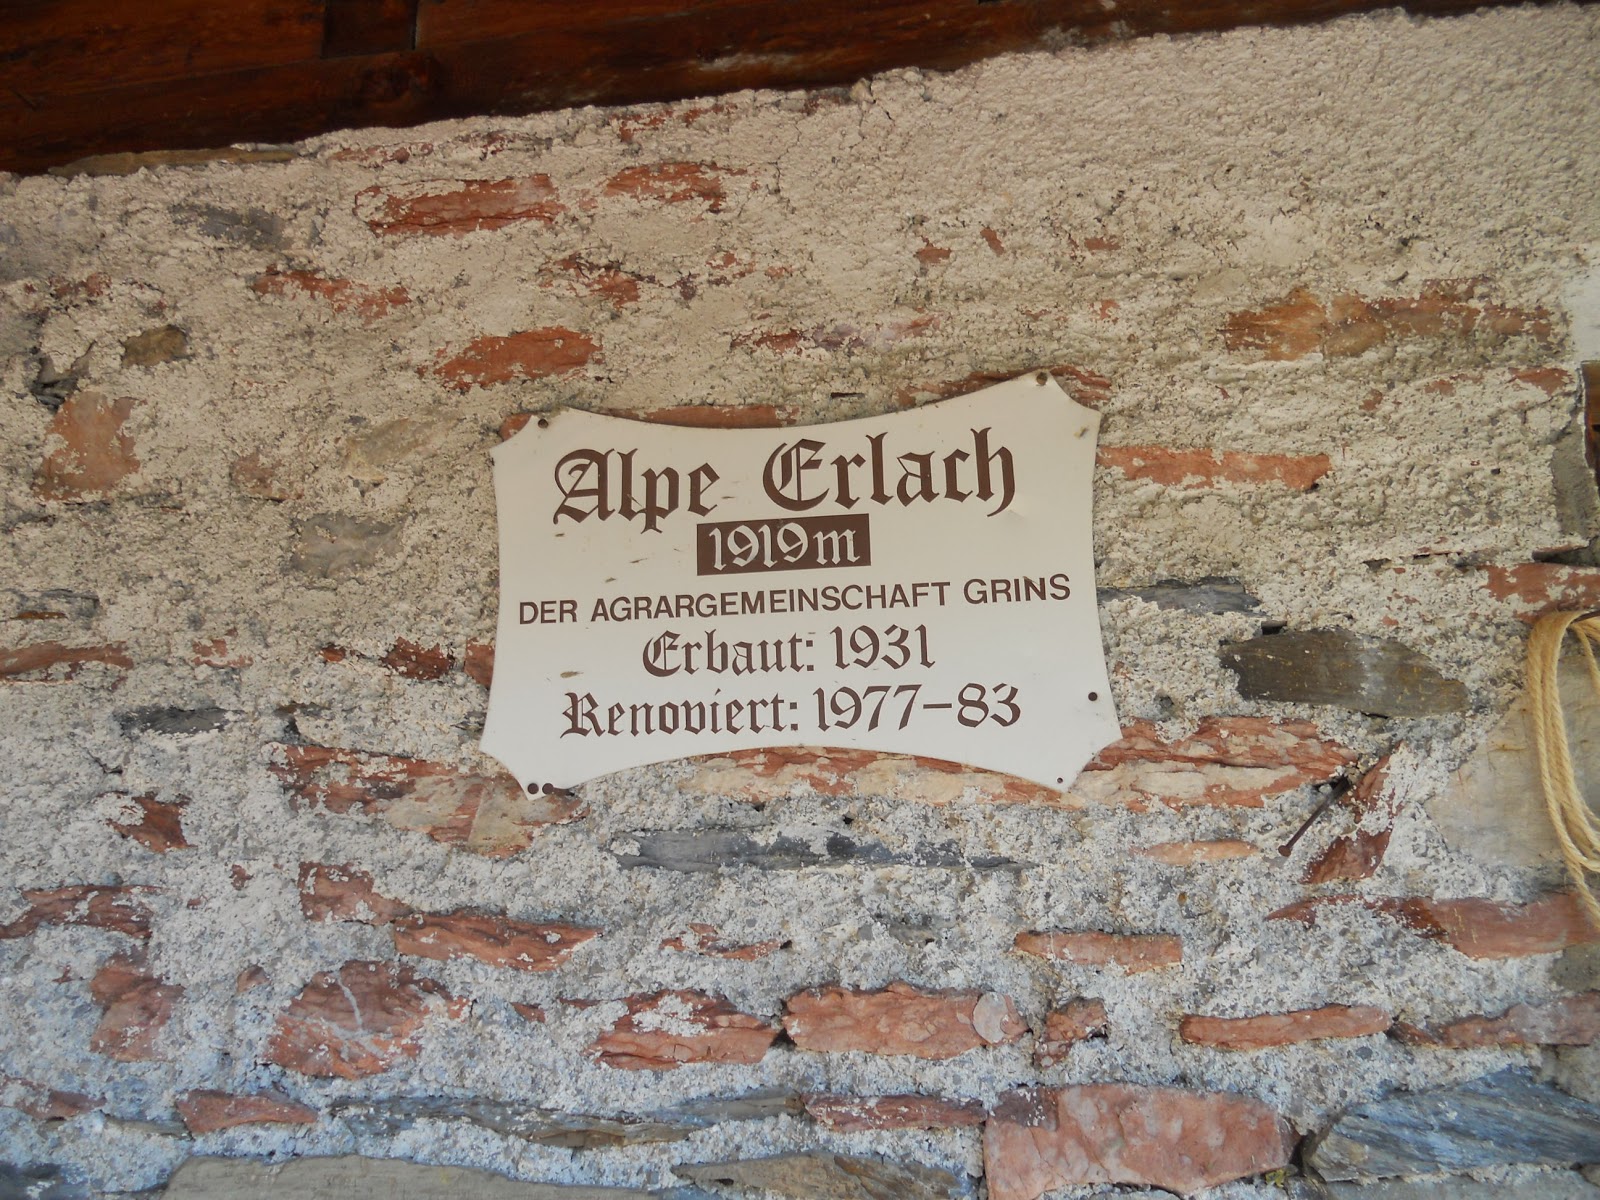 Alpe Erlach
1919m
DER AGRARGEMEINSCHAFT GRINS
Erbaut: 1931
Renoviert: 1977-83